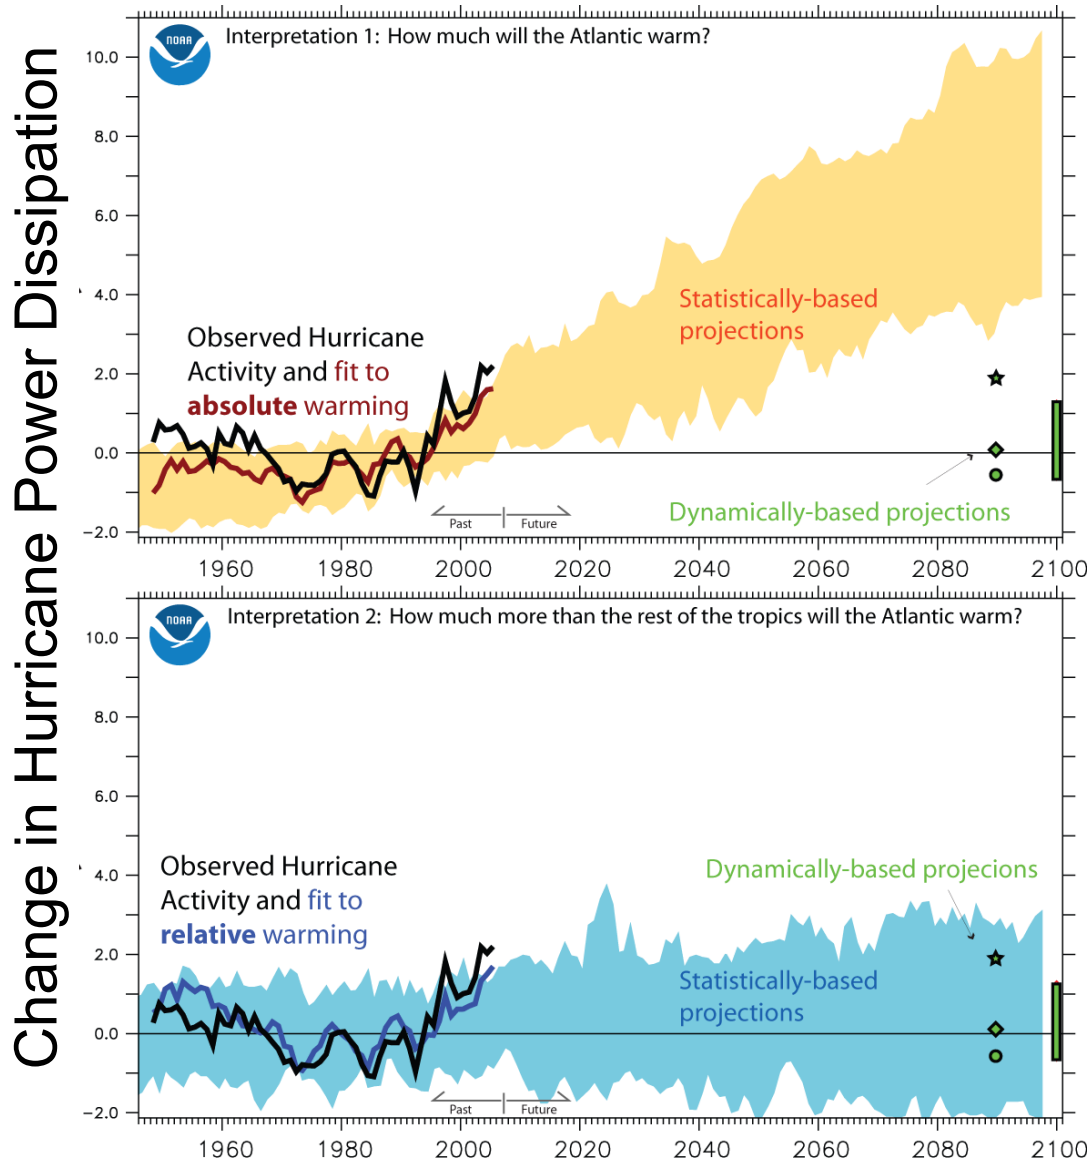 Change in Hurricane Power Dissipation
NOAA
Interpretation 1: How much will the Atlantic warm?
10.0
8.0
6.0
4.0
2.0
0.0
−2.0
Observed Hurricane
Activity and fit to
absolute warming
Statistically-based
projections
Dynamically-based projections
Past
Future
1960
1980
2000
2020
2040
2060
2080
2100
NOAA
Interpretation 2: How much more than the rest of the tropics will the Atlantic warm?
10.0
8.0
6.0
4.0
2.0
0.0
−2.0
Observed Hurricane
Activity and fit to
relative warming
Dynamically-based projecions
Statistically-based
projections
Past
Future
1960
1980
2000
2020
2040
2060
2080
2100